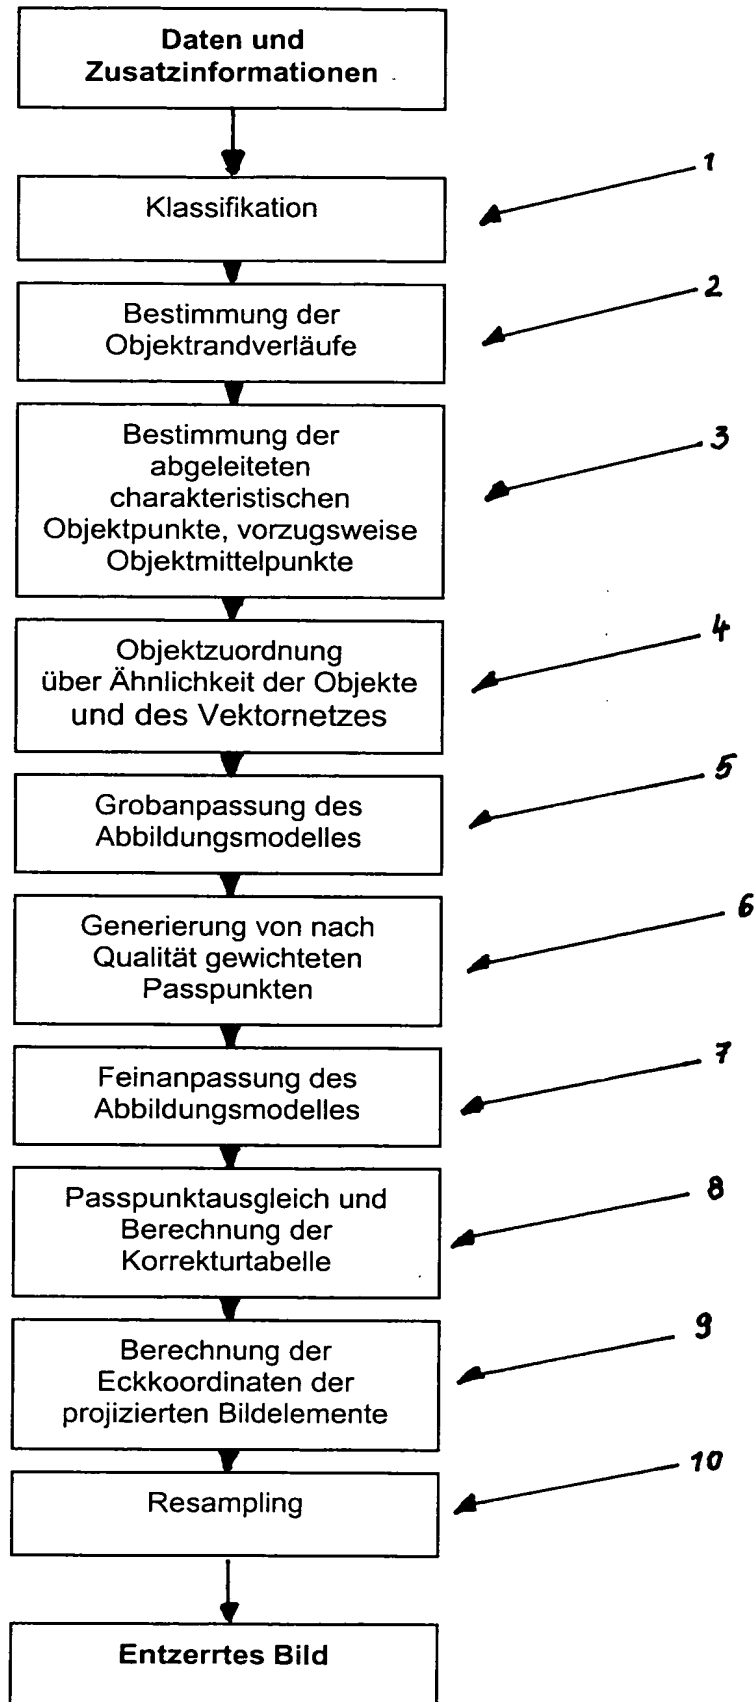 Daten und
Zusatzinformationen
1
Klassifikation
2
Bestimmung der
Objektrandverläufe
3
Bestimmung der
abgeleiteten
charakteristischen
Objektpunkte, vorzugsweise
Objektmittelpunkte
4
Objektzuordnung
über Ähnlichkeit der Objekte
und des Vektornetzes
5
Grobanpassung des
Abbildungsmodelles
6
Generierung von nach
Qualität gewichteten
Passpunkten
7
Feinanpassung des
Abbildungsmodelles
8
Passpunktausgleich und
Berechnung der
Korrekturtabelle
9
Berechnung der
Eckkoordinaten der
projizierten Bildelemente
10
Resampling
Entzerrtes Bild